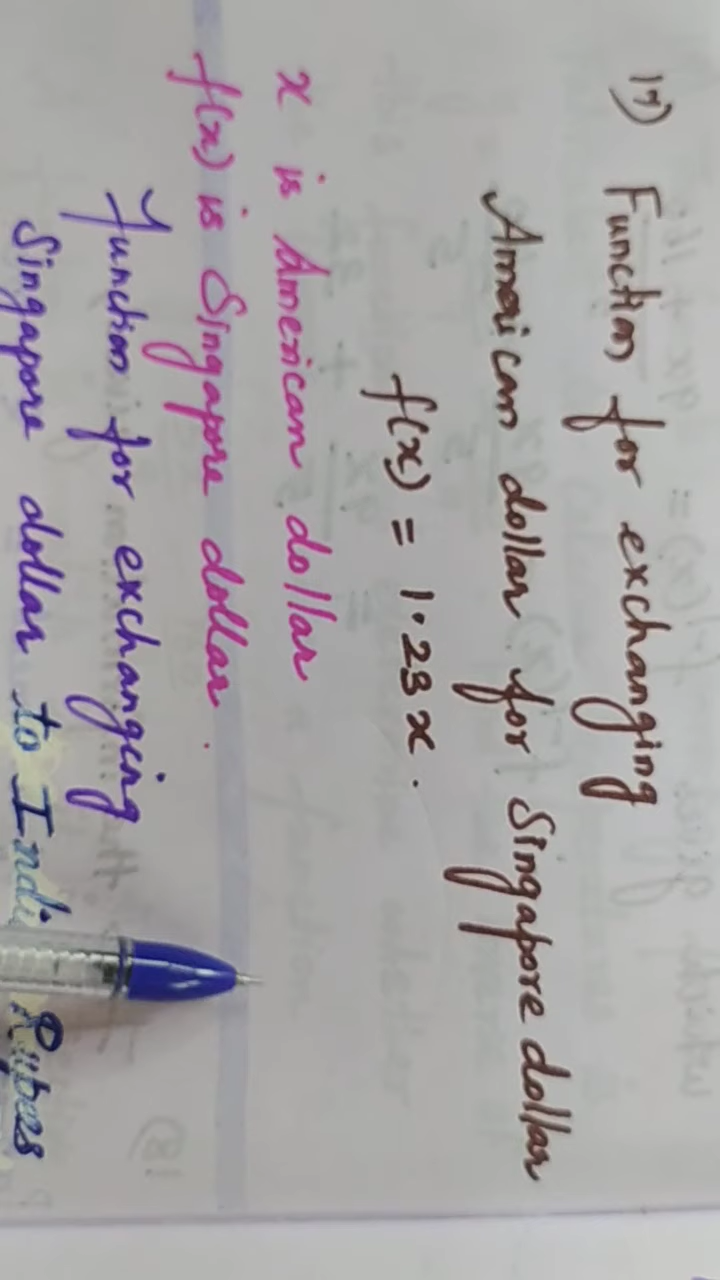 17) Function for exchanging
American dollar for Singapore dollar
f(x) = 1.23x.
x is American dollar
f(x) is Singapore dollar.
Function for exchanging
Singapore dollar to Rupees